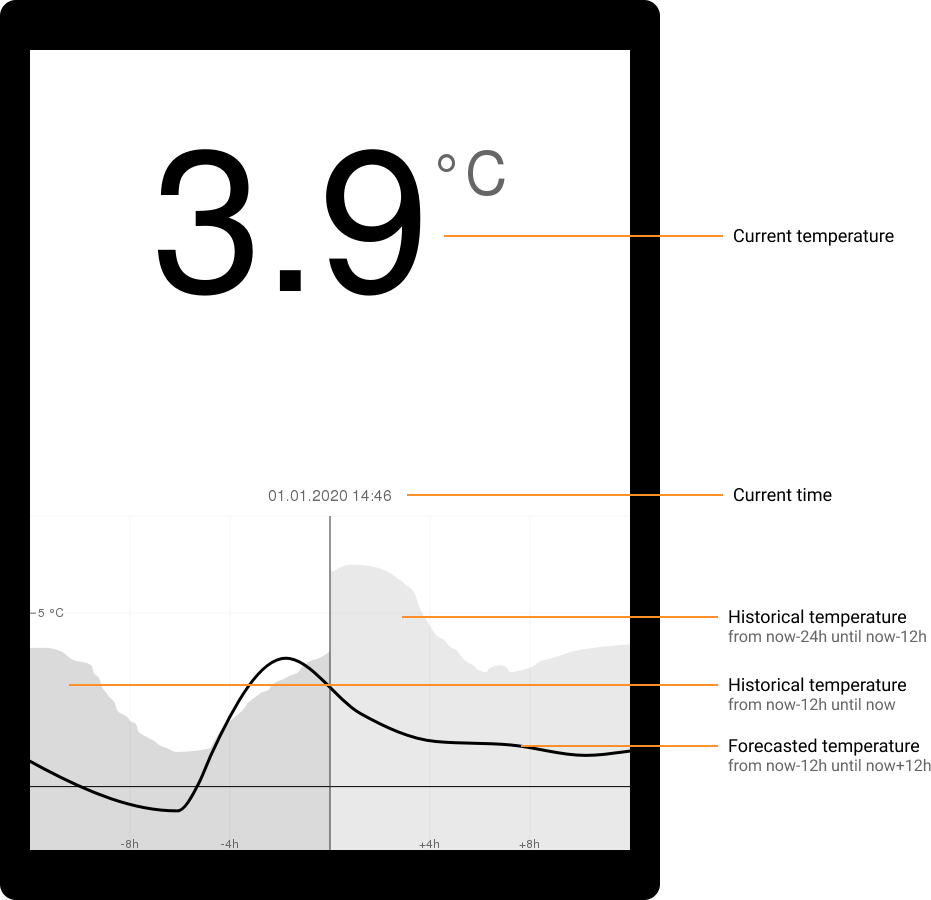 3.9 °C
Current temperature
01.01.2020 14:46
Current time
5 °C
Historical temperature
from now-24h until now-12h
Historical temperature
from now-12h until now
Forecasted temperature
from now-12h until now+12h
-8h
-4h
+4h
+8h